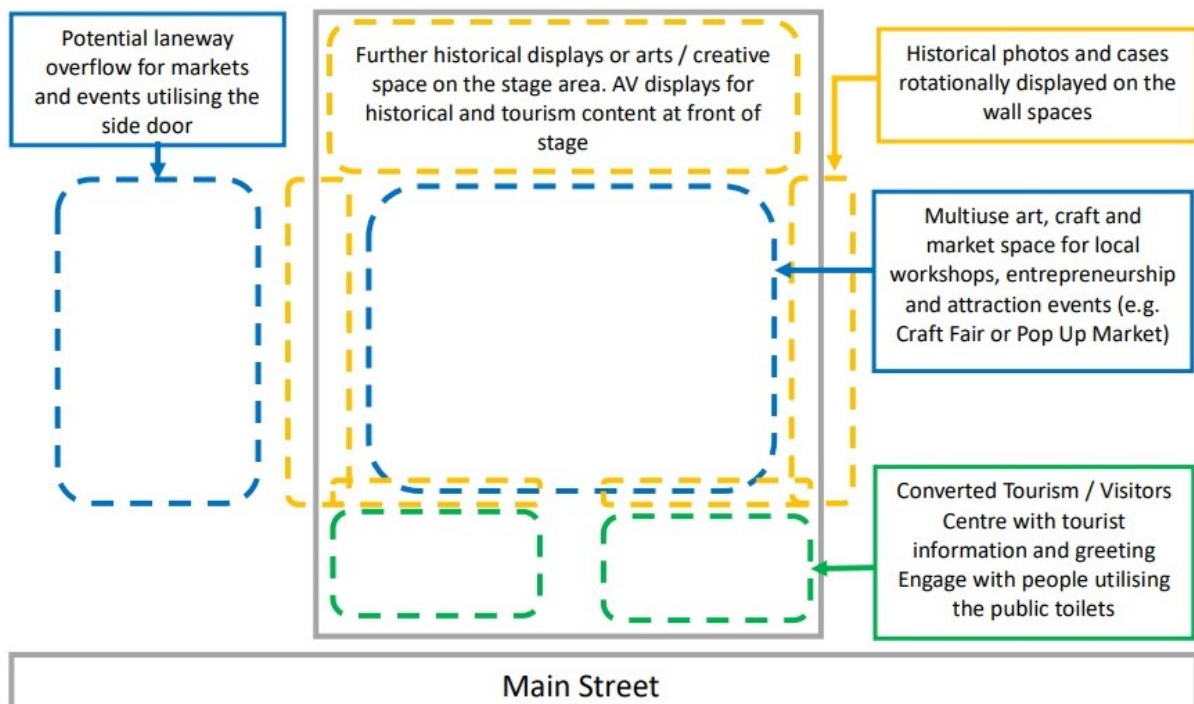 Potential laneway
overflow for markets
and events utilising the
side door
Further historical displays or arts / creative
space on the stage area. AV displays for
historical and tourism content at front of
stage
Historical photos and cases
rotationally displayed on the
wall spaces
Multiuse art, craft and
market space for local
workshops, entrepreneurship
and attraction events (e.g.
Craft Fair or Pop Up Market)
Converted Tourism / Visitors
Centre with tourist
information and greeting
Engage with people utilising
the public toilets
Main Street